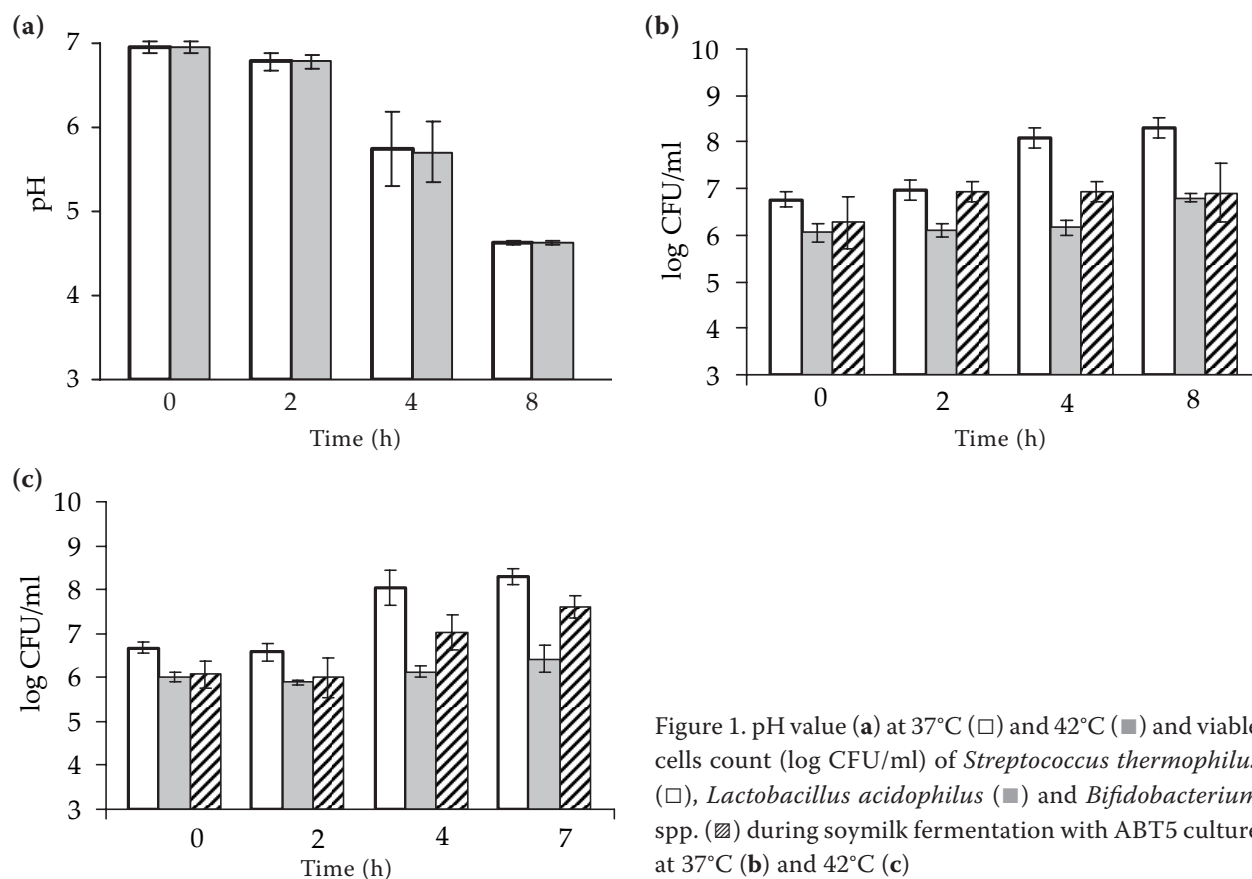 (a)
7
6
5
4
3
pH
0 2 4 8
Time (h)
(b)
10
9
8
7
6
5
4
3
log CFU/ml
0 2 4 8
Time (h)
(c)
10
9
8
7
6
5
4
3
log CFU/ml
0 2 4 7
Time (h)
Figure 1. pH value (a) at 37°C (□) and 42°C (■) and viable
cells count (log CFU/ml) of Streptococcus thermophilus
(□), Lactobacillus acidophilus (■) and Bifidobacterium
spp. (▨) during soymilk fermentation with ABT5 culture
at 37°C (b) and 42°C (c)